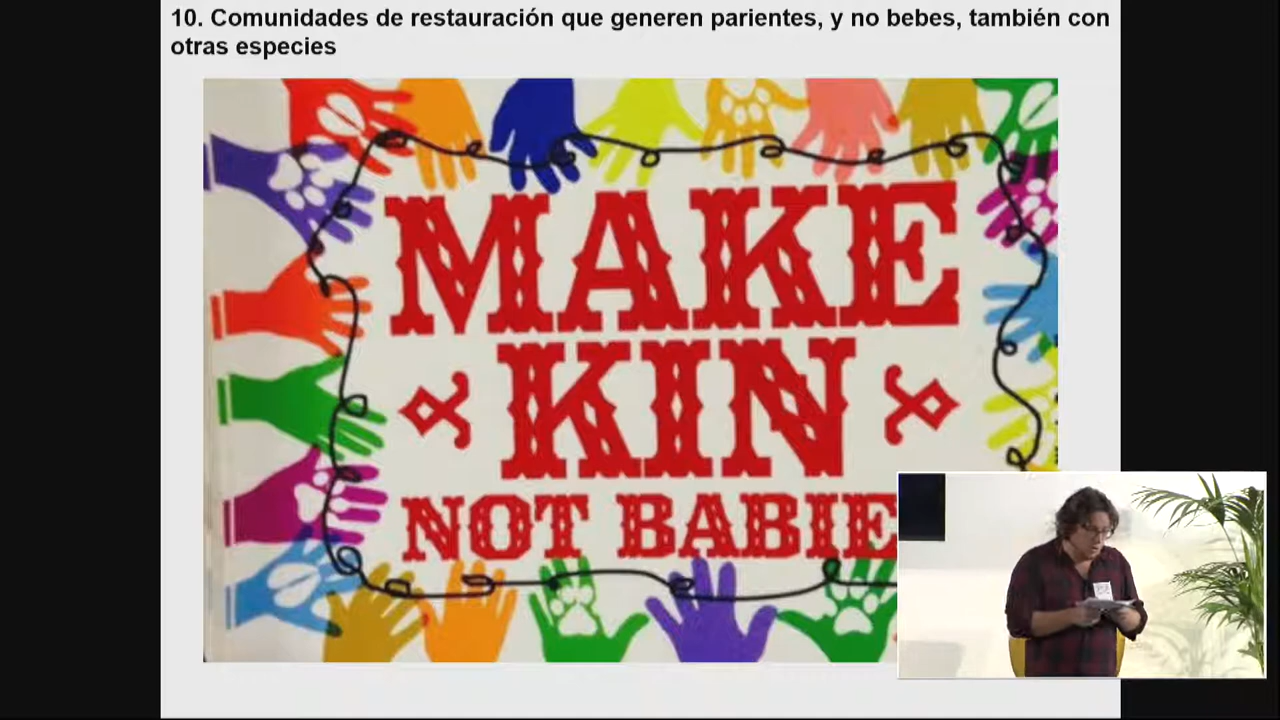 10. Comunidades de restauración que generen parientes, y no bebes, también con
otras especies
MAKE
KIN
NOT BABIE